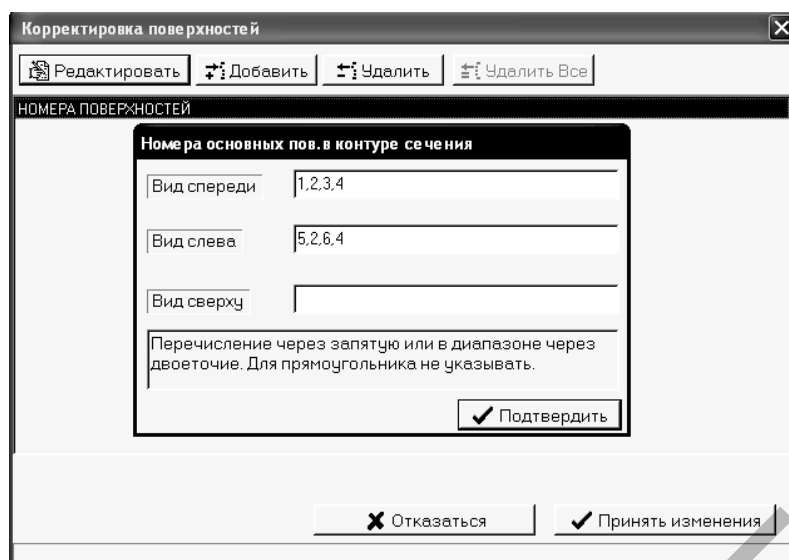 Корректировка поверхностей
Редактировать Добавить Удалить Удалить Все
НОМЕРА ПОВЕРХНОСТЕЙ
Номера основных пов.в контуре сечения
Вид спереди 1,2,3,4
Вид слева 5,2,6,4
Вид сверху
Перечисление через запятую или в диапазоне через
двоеточие. Для прямоугольника не указывать.
Подтвердить
Отказаться Принять изменения